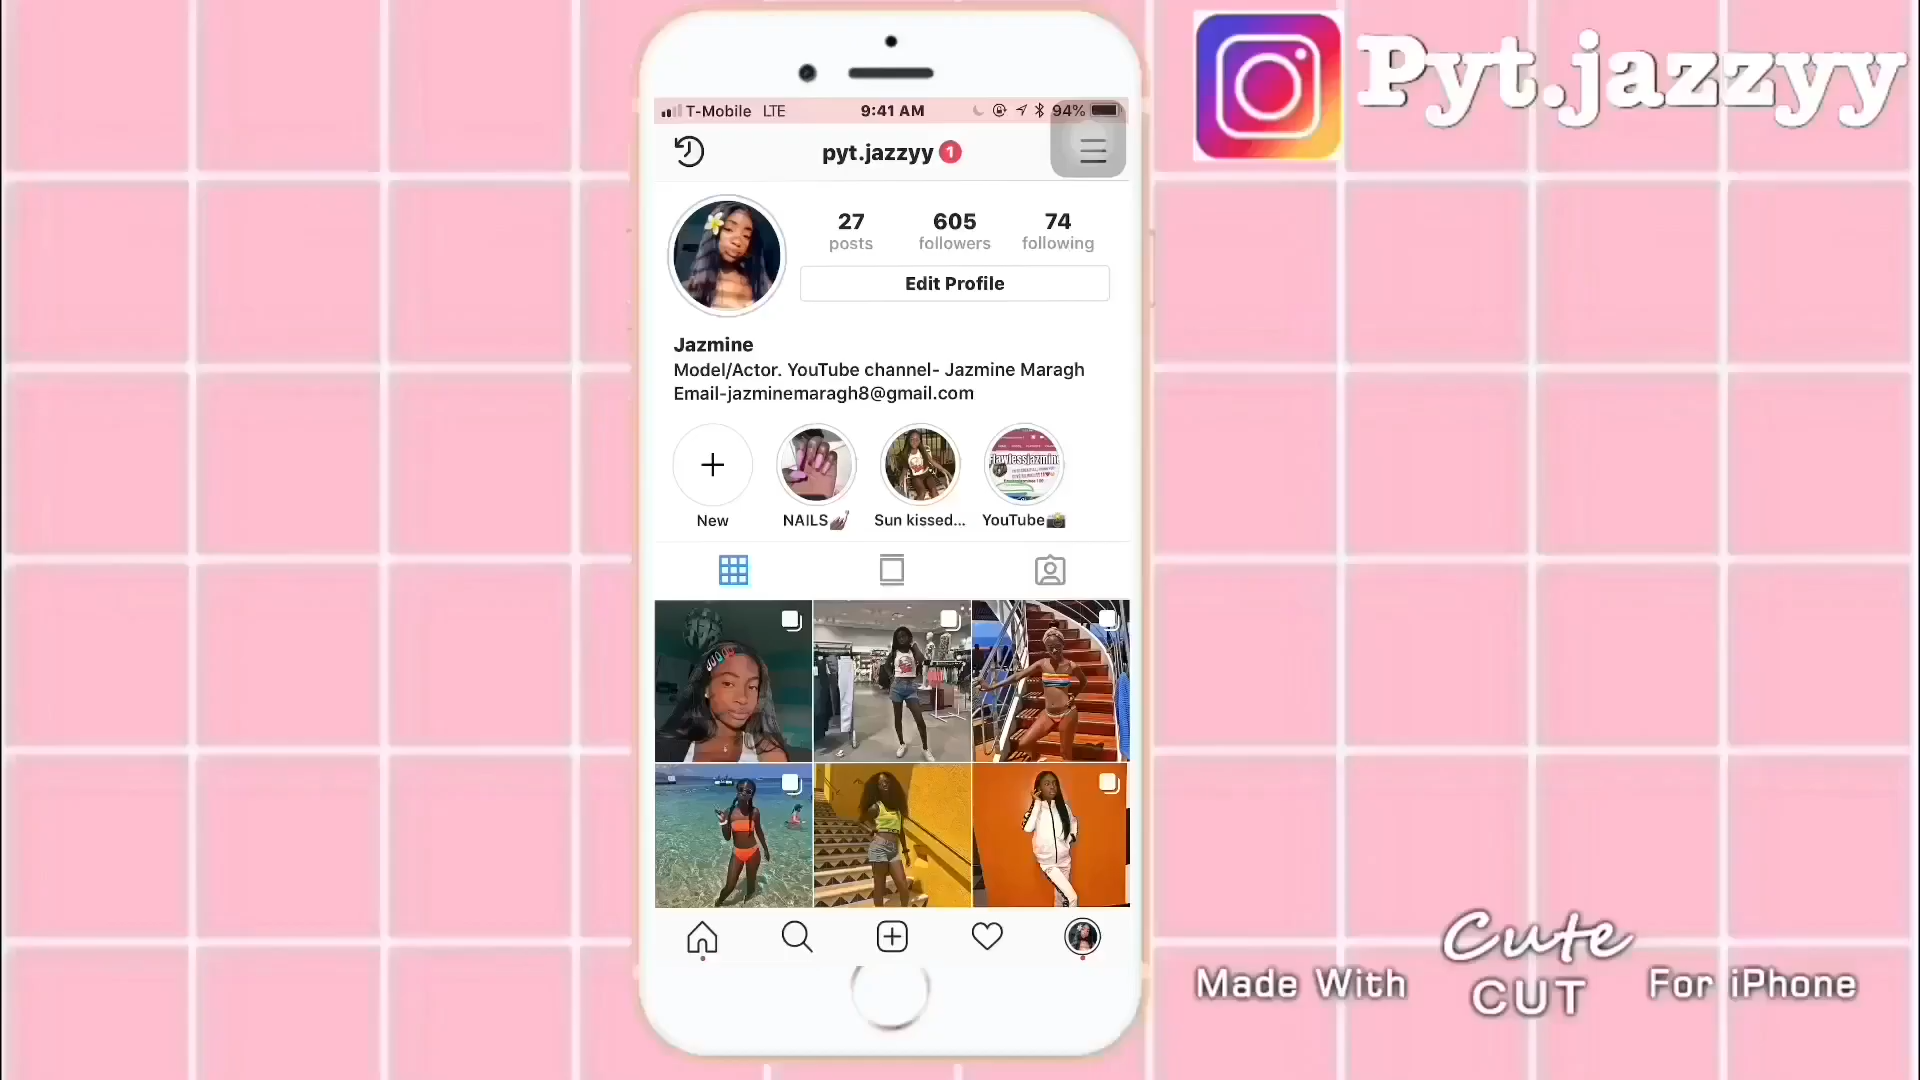 Pyt.jazzyy
T-Mobile LTE 9:41 AM 94%
pyt.jazzyy 1
27 605 74
posts followers following
Edit Profile
Jazmine
Model/Actor. YouTube channel- Jazmine Maragh
Email-jazminemaragh8@gmail.com
New NAILS💅🏿 Sun kissed... YouTube📸
Made With Cute CUT For iPhone